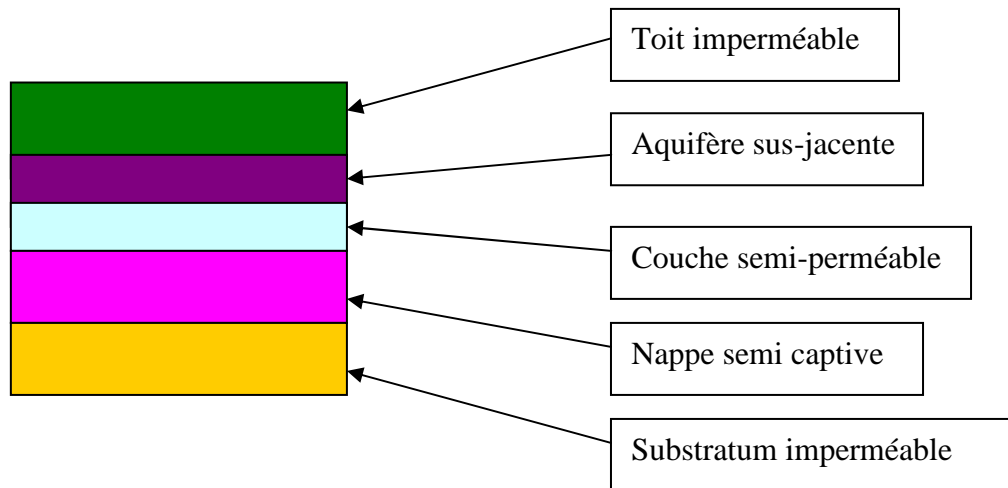 Toit imperméable
Aquifère sus-jacente
Couche semi-perméable
Nappe semi captive
Substratum imperméable